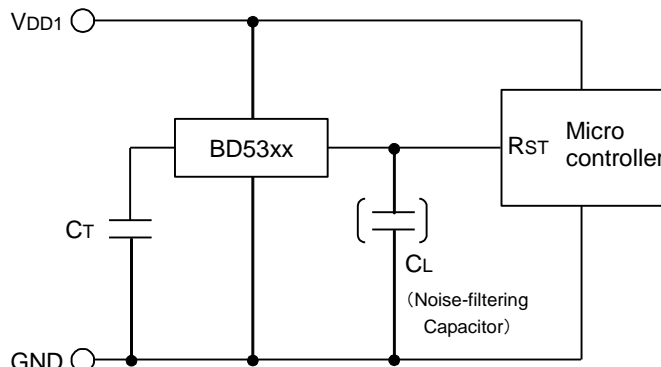 VDD1
BD53xx
RST
Micro
controller
CT
CL
（Noise-filtering
Capacitor）
GND